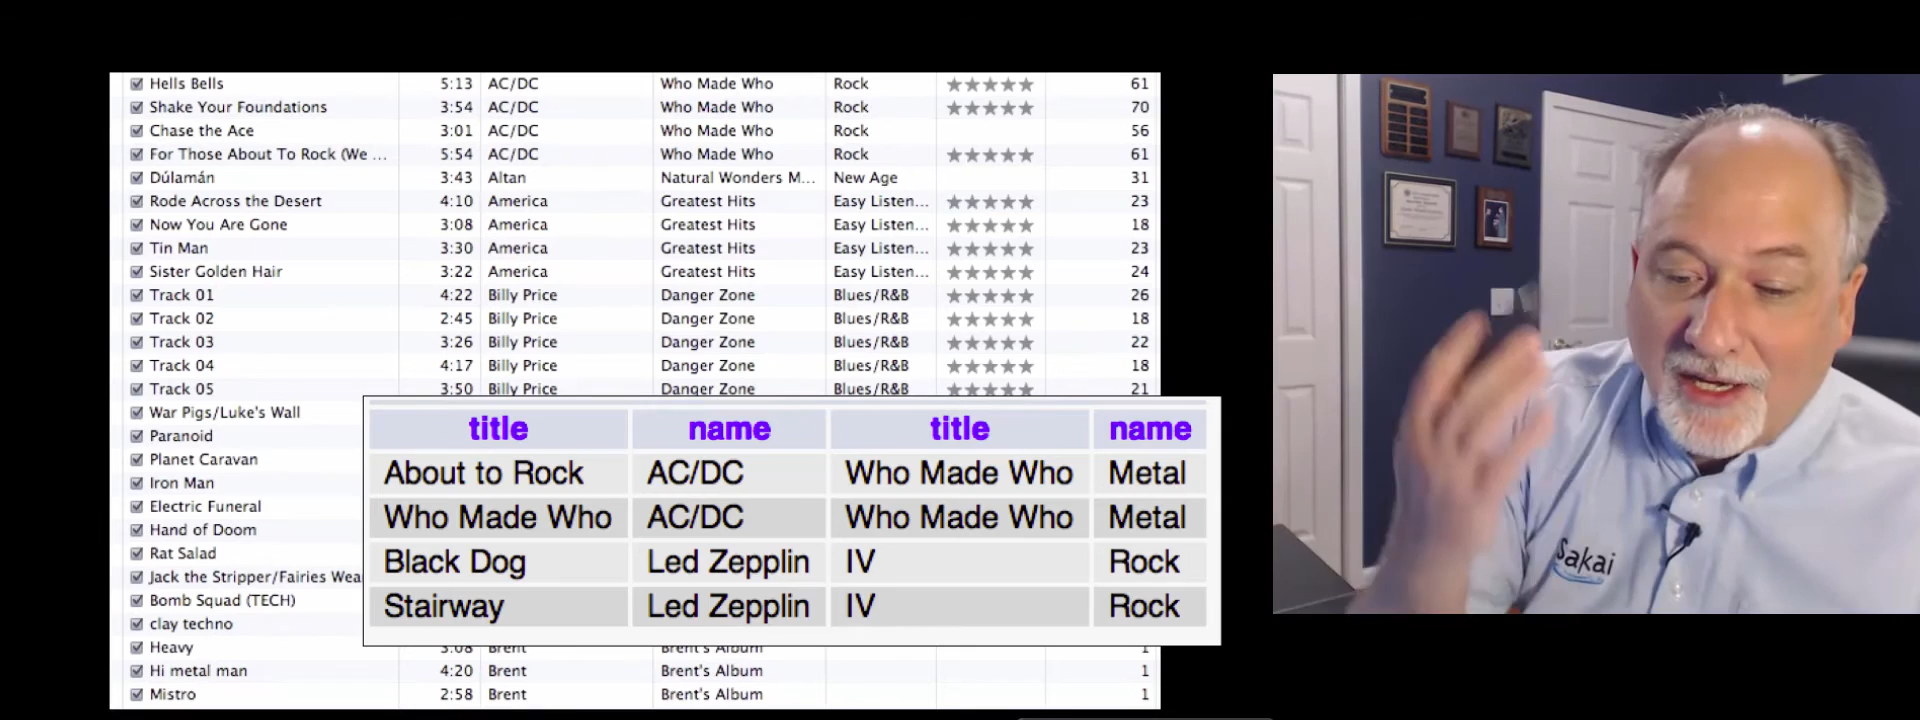 Hells Bells 5:13 AC/DC Who Made Who Rock ★★★★★ 61
Shake Your Foundations 3:54 AC/DC Who Made Who Rock ★★★★★ 70
Chase the Ace 3:01 AC/DC Who Made Who Rock 56
For Those About To Rock (We ... 5:54 AC/DC Who Made Who Rock ★★★★★ 61
Dúlamán 3:43 Altan Natural Wonders M... New Age 31
Rode Across the Desert 4:10 America Greatest Hits Easy Listen... ★★★★★ 23
Now You Are Gone 3:08 America Greatest Hits Easy Listen... ★★★★★ 18
Tin Man 3:30 America Greatest Hits Easy Listen... ★★★★★ 23
Sister Golden Hair 3:22 America Greatest Hits Easy Listen... ★★★★★ 24
Track 01 4:22 Billy Price Danger Zone Blues/R&B ★★★★★ 26
Track 02 2:45 Billy Price Danger Zone Blues/R&B ★★★★★ 18
Track 03 3:26 Billy Price Danger Zone Blues/R&B ★★★★★ 22
Track 04 4:17 Billy Price Danger Zone Blues/R&B ★★★★★ 18
Track 05 3:50 Billy Price Danger Zone Blues/R&B ★★★★★ 21
War Pigs/Luke's Wall
Paranoid
Planet Caravan
Iron Man
Electric Funeral
Hand of Doom
Rat Salad
Jack the Stripper/Fairies Wea
Bomb Squad (TECH)
clay techno
Heavy 3:08 Brent Brent's Album 1
Hi metal man 4:20 Brent Brent's Album 1
Mistro 2:58 Brent Brent's Album 1
title name title name
About to Rock AC/DC Who Made Who Metal
Who Made Who AC/DC Who Made Who Metal
Black Dog Led Zepplin IV Rock
Stairway Led Zepplin IV Rock
Sakai